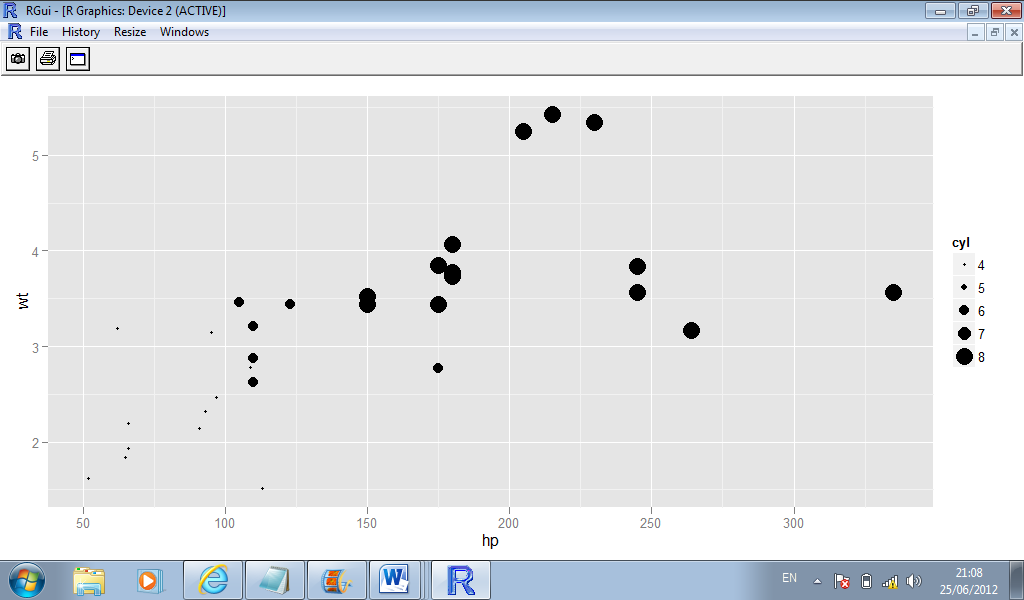 RGui - [R Graphics: Device 2 (ACTIVE)]
File History Resize Windows
5
4
3
2
wt
50 100 150 200 250 300
hp
cyl
4
5
6
7
8
EN
21:08
25/06/2012